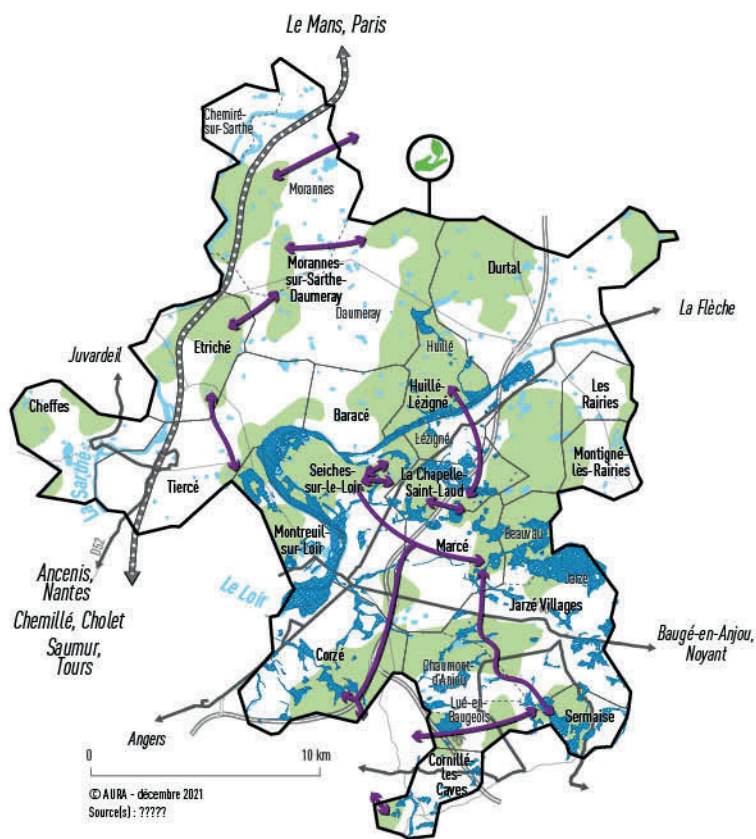 Le Mans, Paris
Chemiré-
sur-Sarthe
Morannes
Durtal
Morannes-
sur-Sarthe-
Daumeray
Daumeray
La Flèche
Etriché
Huillé
Juvardeil
Les
Rairies
Cheffes
Huillé-
Lézigné
Baracé
Lézigné
Montigné-
lès-Rairies
La Sarthe
Tiercé
Seiches-
sur-le-Loir
La Chapelle-
Saint-Laud
Montreuil-
sur-Loir
Marcé
Beauvau
D52
Jarzé
Ancenis,
Nantes
Chemillé, Cholet
Saumur,
Tours
Le Loir
Jarzé Villages
Baugé-en-Anjou,
Noyant
Corzé
Chaumont-
d'Anjou
Lué-en-
Baugeois
Sermaise
Angers
Cornillé-
les-
Caves
0 10 km
© AURA - décembre 2021
Source(s) : ?????